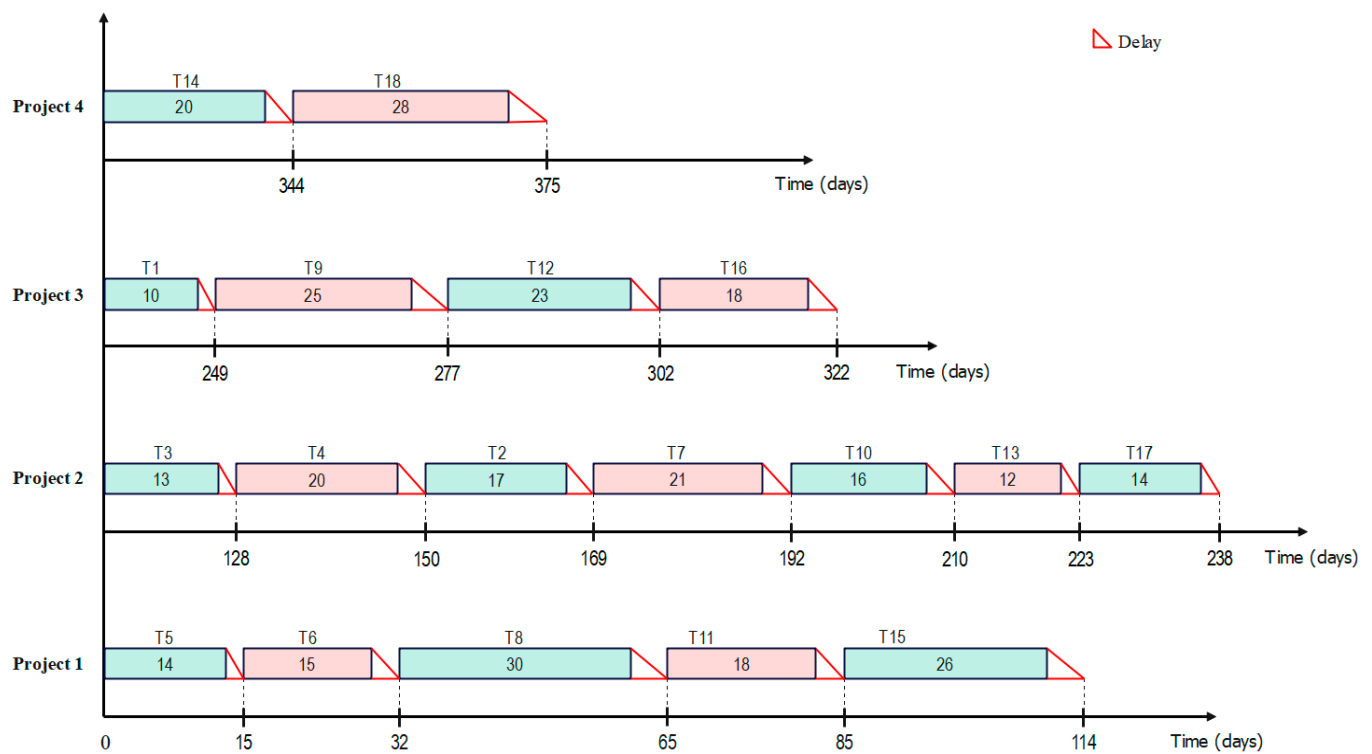 Delay
T14 T18
Project 4 20 28
344 375 Time (days)
T1 T9 T12 T16
Project 3 10 25 23 18
249 277 302 322 Time (days)
T3 T4 T2 T7 T10 T13 T17
Project 2 13 20 17 21 16 12 14
128 150 169 192 210 223 238 Time (days)
T5 T6 T8 T11 T15
Project 1 14 15 30 18 26
0 15 32 65 85 114 Time (days)